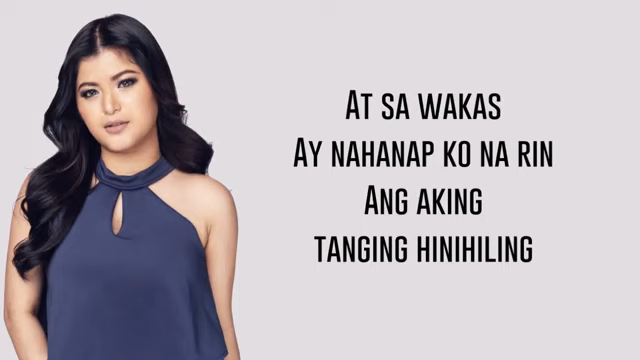 At sa wakas
Ay nahanap ko na rin
Ang aking
tanging hinihiling